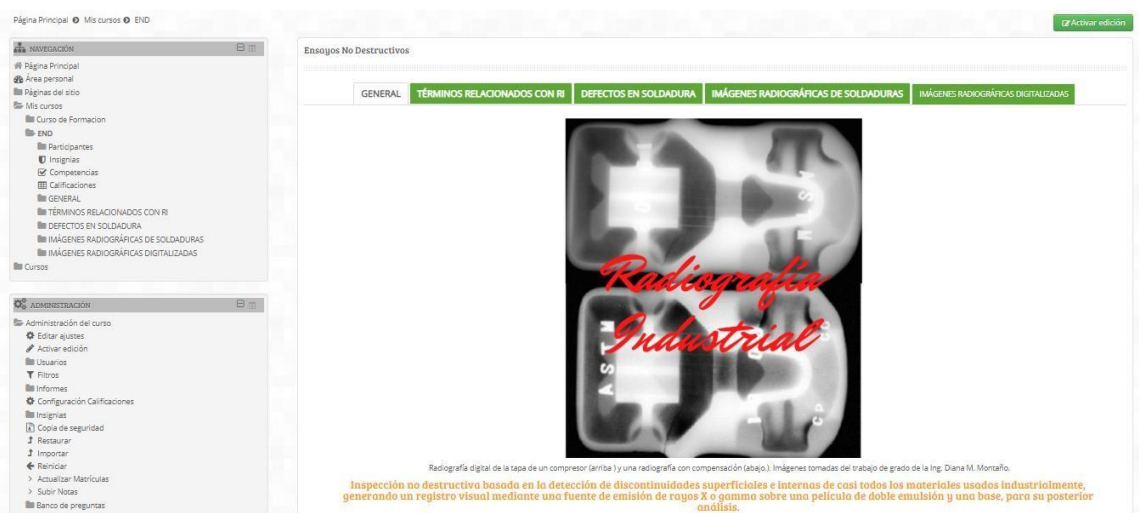 Página Principal Mis cursos END
Activar edición
NAVEGACIÓN
Página Principal
Área personal
Páginas del sitio
Mis cursos
Curso de Formacion
END
Participantes
Insignias
Competencias
Calificaciones
GENERAL
TÉRMINOS RELACIONADOS CON RI
DEFECTOS EN SOLDADURA
IMÁGENES RADIOGRÁFICAS DE SOLDADURAS
IMÁGENES RADIOGRÁFICAS DIGITALIZADAS
Cursos
ADMINISTRACIÓN
Administración del curso
Editar ajustes
Activar edición
Usuarios
Filtros
Informes
Configuración Calificaciones
Insignias
Copia de seguridad
Restaurar
Importar
Reiniciar
Actualizar Matrículas
Subir Notas
Banco de preguntas
Ensayos No Destructivos
GENERAL TÉRMINOS RELACIONADOS CON RI DEFECTOS EN SOLDADURA IMÁGENES RADIOGRÁFICAS DE SOLDADURAS IMÁGENES RADIOGRÁFICAS DIGITALIZADAS
Radiografía
Industrial
ASTM
Radiografía digital de la tapa de un compresor (arriba ) y una radiografía con compensación (abajo.). Imágenes tomadas del trabajo de grado de la Ing. Diana M. Montaño.
Inspección no destructiva basada en la detección de discontinuidades superficiales e internas de casi todos los materiales usados industrialmente,
generando un registro visual mediante una fuente de emisión de rayos X o gamma sobre una película de doble emulsión y una base, para su posterior
análisis.